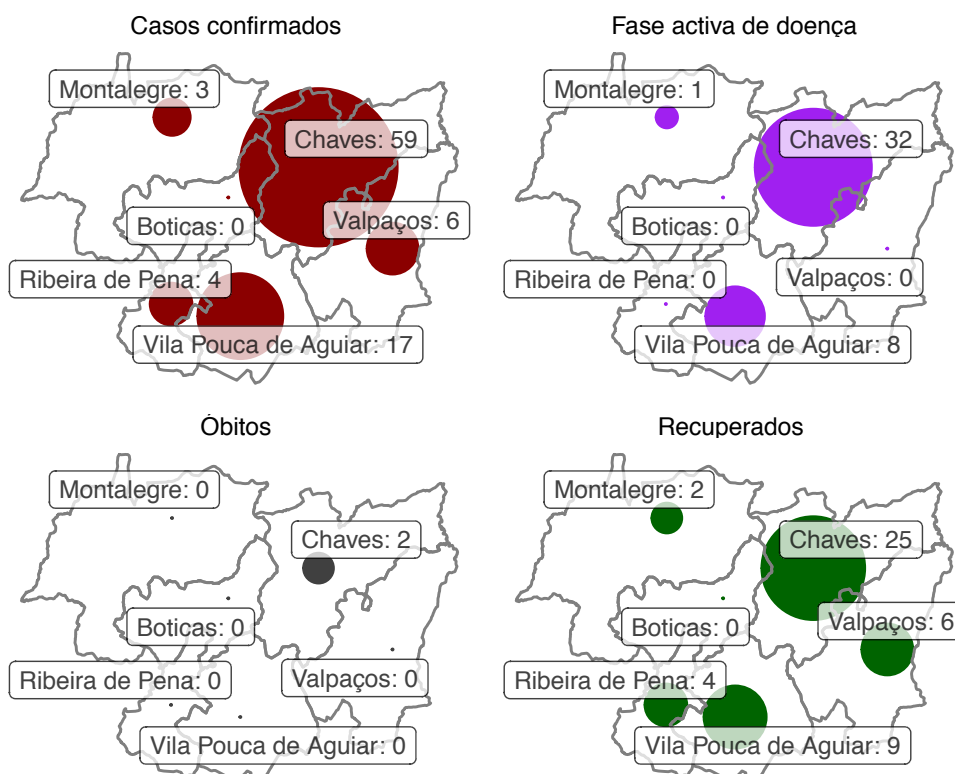 Casos confirmados
Montalegre: 3
Chaves: 59
Boticas: 0
Valpaços: 6
Ribeira de Pena: 4
Vila Pouca de Aguiar: 17
Fase activa de doença
Montalegre: 1
Chaves: 32
Boticas: 0
Ribeira de Pena: 0
Valpaços: 0
Vila Pouca de Aguiar: 8
Óbitos
Montalegre: 0
Chaves: 2
Boticas: 0
Ribeira de Pena: 0
Valpaços: 0
Vila Pouca de Aguiar: 0
Recuperados
Montalegre: 2
Chaves: 25
Boticas: 0
Valpaços: 6
Ribeira de Pena: 4
Vila Pouca de Aguiar: 9